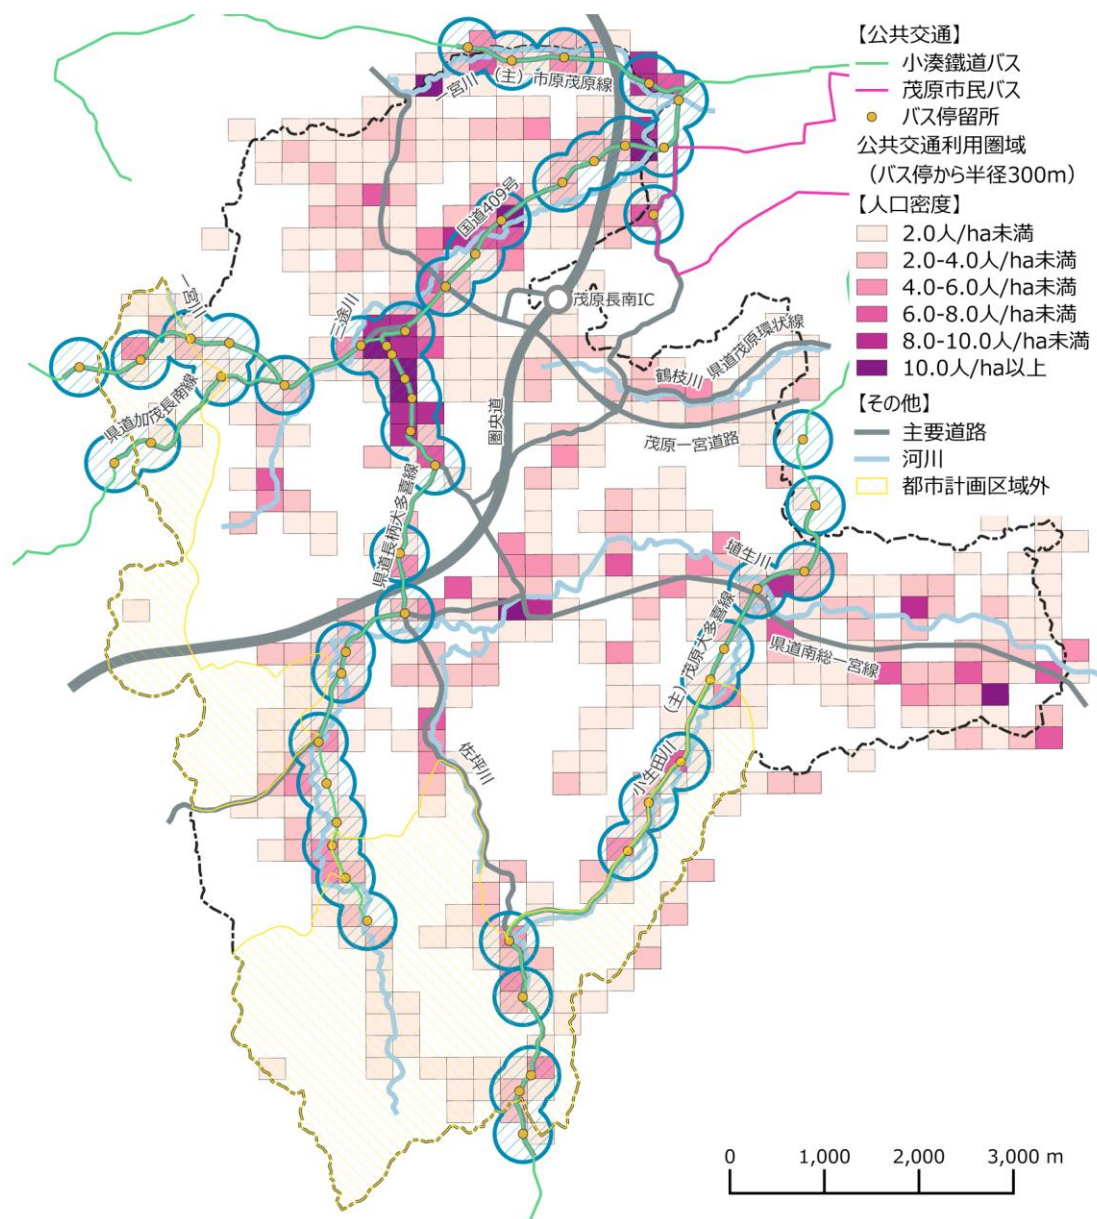 【公共交通】
小湊鐵道バス
茂原市民バス
バス停留所
公共交通利用圏域
（バス停から半径300m）
【人口密度】
2.0人/ha未満
2.0-4.0人/ha未満
4.0-6.0人/ha未満
6.0-8.0人/ha未満
8.0-10.0人/ha未満
10.0人/ha以上
【その他】
主要道路
河川
都市計画区域外
一宮川
（主）市原茂原線
国道409号
茂原長南IC
一宮川
二途川
県道加茂長南線
鶴枝川
県道茂原環状線
圏央道
茂原一宮道路
県道長柄大多喜線
埴生川
（主）茂原大多喜線
県道南総一宮線
佐坪川
小生田川
0 1,000 2,000 3,000 m